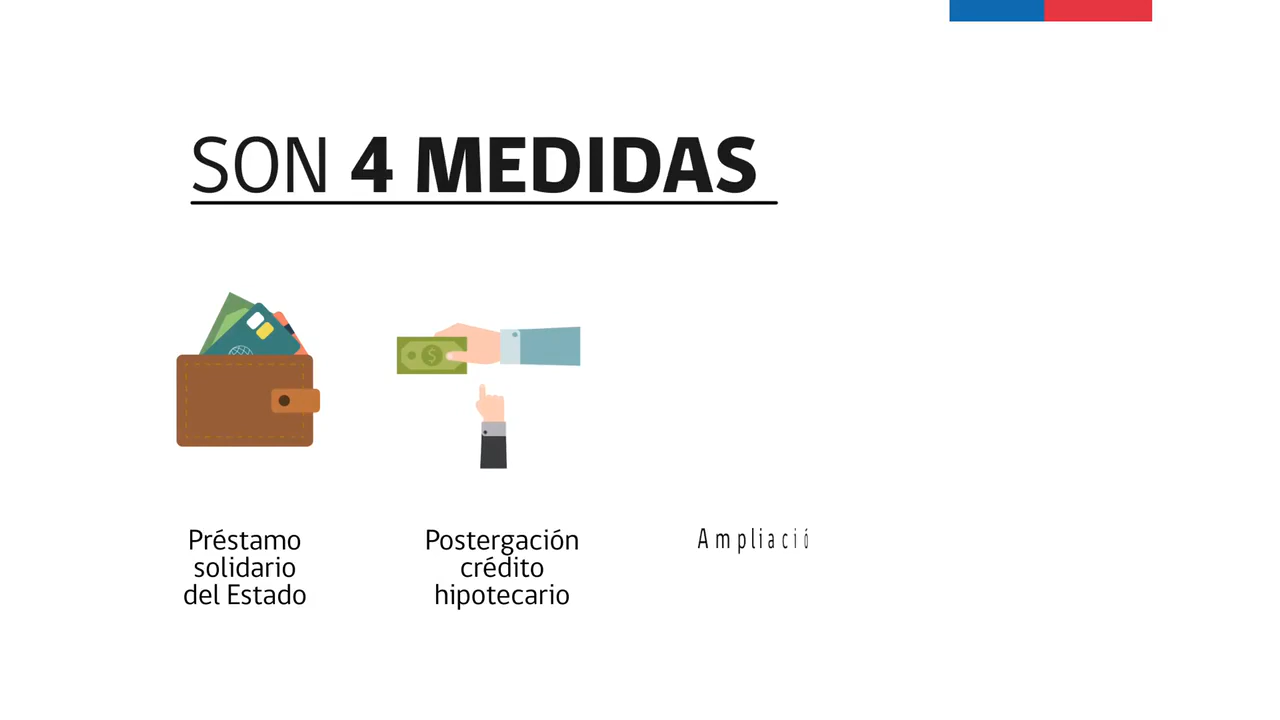 SON 4 MEDIDAS
Préstamo
solidario
del Estado
Postergación
crédito
hipotecario
Ampliació